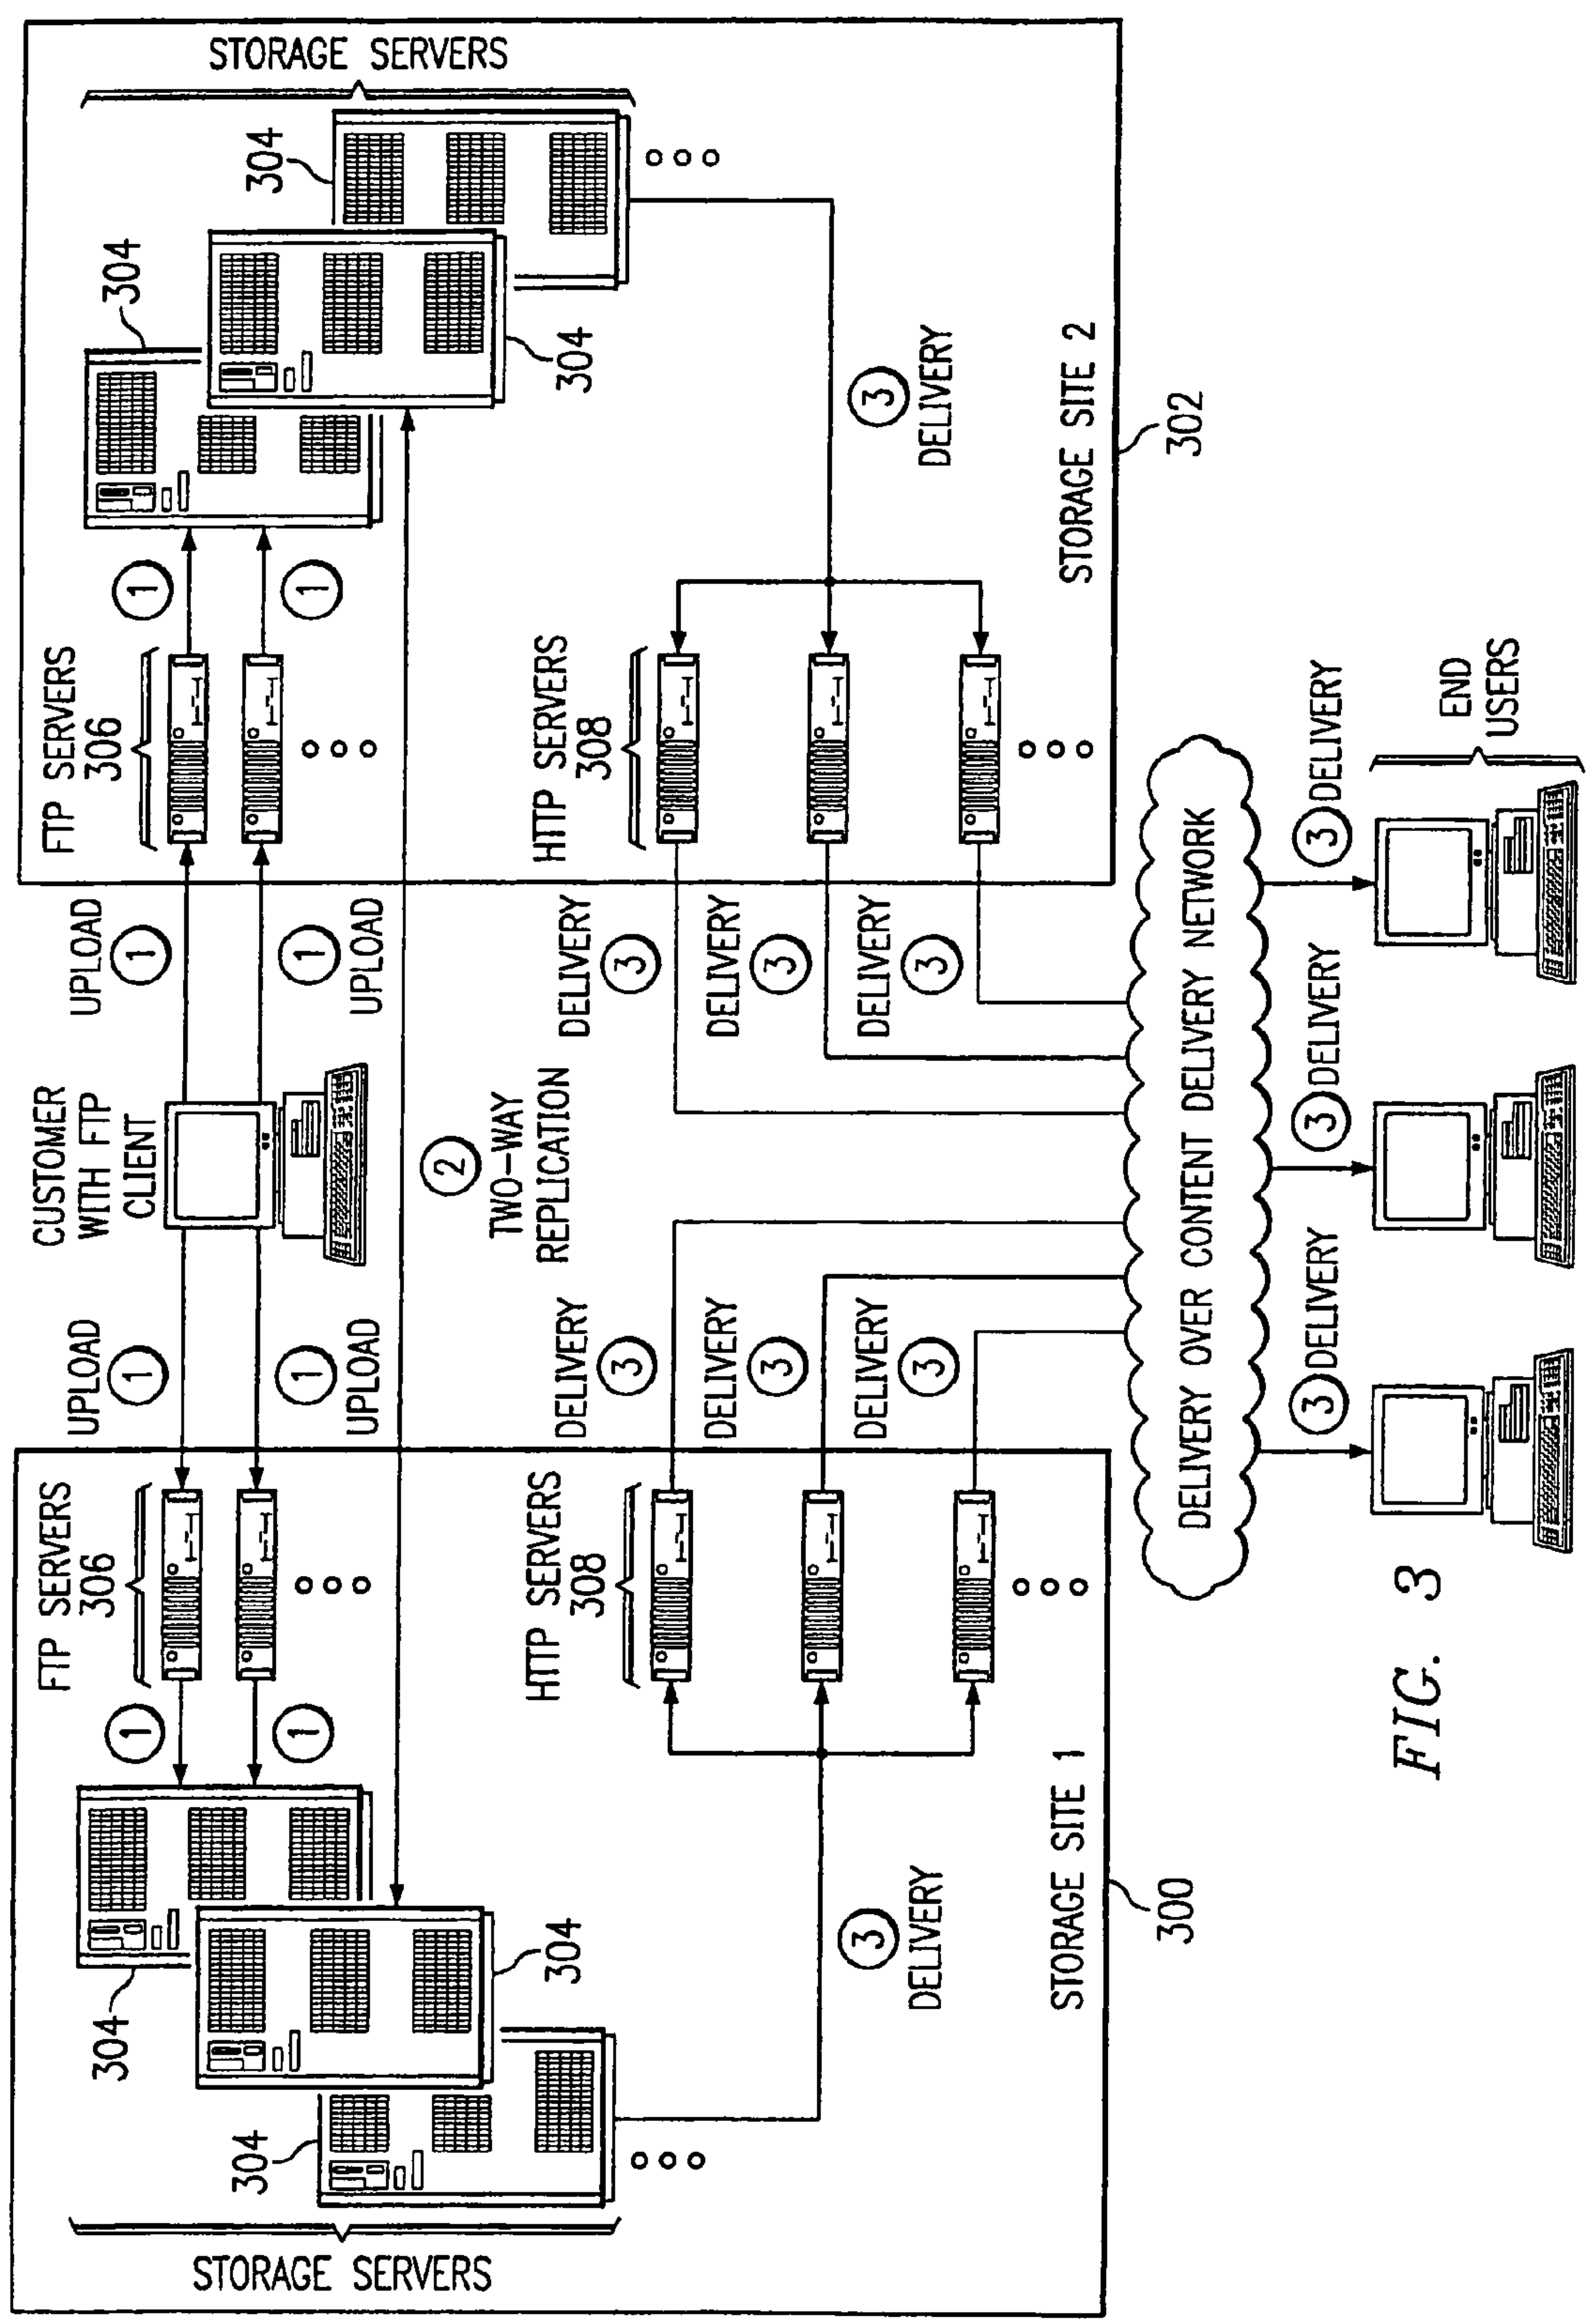 CUSTOMER
WITH FTP
CLIENT
FTP SERVERS
306
UPLOAD
1
1
UPLOAD
1
1
304
304
304
STORAGE SERVERS
UPLOAD
1
1
UPLOAD
FTP SERVERS
306
1
1
304
304
304
STORAGE SERVERS
2
TWO-WAY
REPLICATION
HTTP SERVERS
308
DELIVERY
3
DELIVERY
3
DELIVERY
3
3
DELIVERY
STORAGE SITE 1
300
DELIVERY
3
DELIVERY
3
DELIVERY
3
HTTP SERVERS
308
3
DELIVERY
STORAGE SITE 2
302
DELIVERY OVER CONTENT DELIVERY NETWORK
3 DELIVERY
3 DELIVERY
3 DELIVERY
END
USERS
FIG. 3